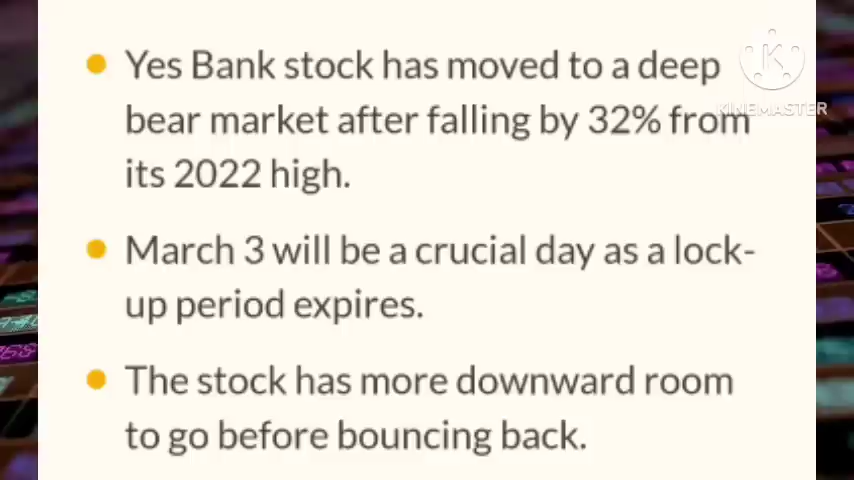 Yes Bank stock has moved to a deep
bear market after falling by 32% from
its 2022 high.
March 3 will be a crucial day as a lock-
up period expires.
The stock has more downward room
to go before bouncing back.
K
KINEMASTER